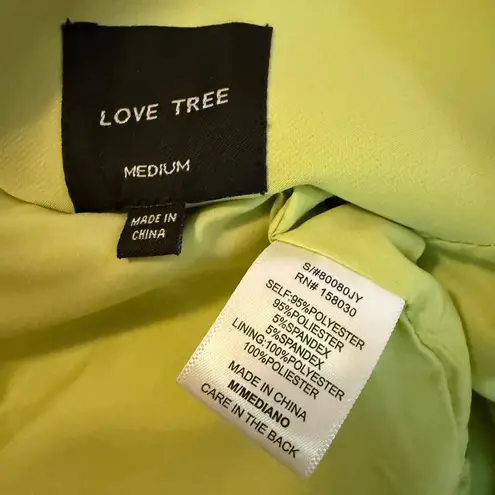 LOVE TREE
MEDIUM
MADE IN
CHINA
S/#80080JY
RN# 158030
SELF:95%POLYESTER
95%POLIESTER
5%SPANDEX
5%SPANDEX
LINING:100%POLYESTER
100%POLIESTER
MADE IN CHINA
M/MEDIANO
CARE IN THE BACK